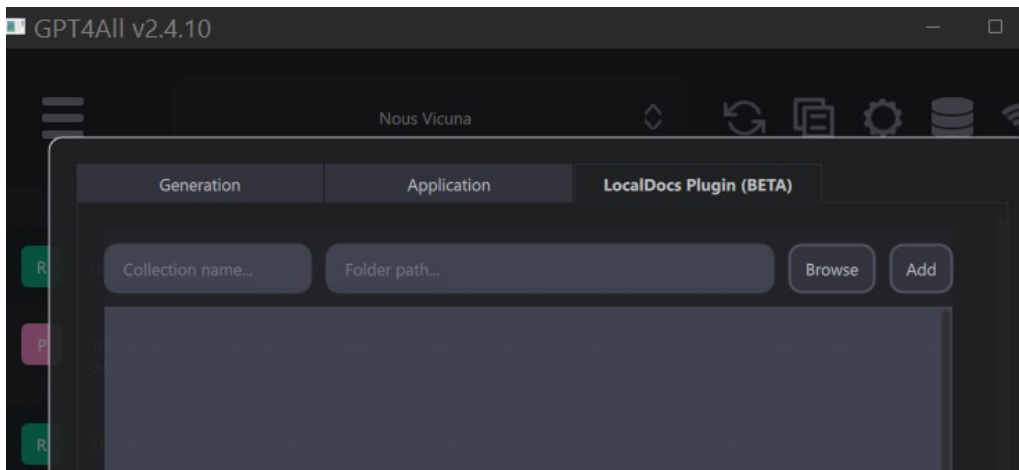 GPT4All v2.4.10
Nous Vicuna
Generation Application LocalDocs Plugin (BETA)
Collection name... Folder path... Browse Add
R
P
R